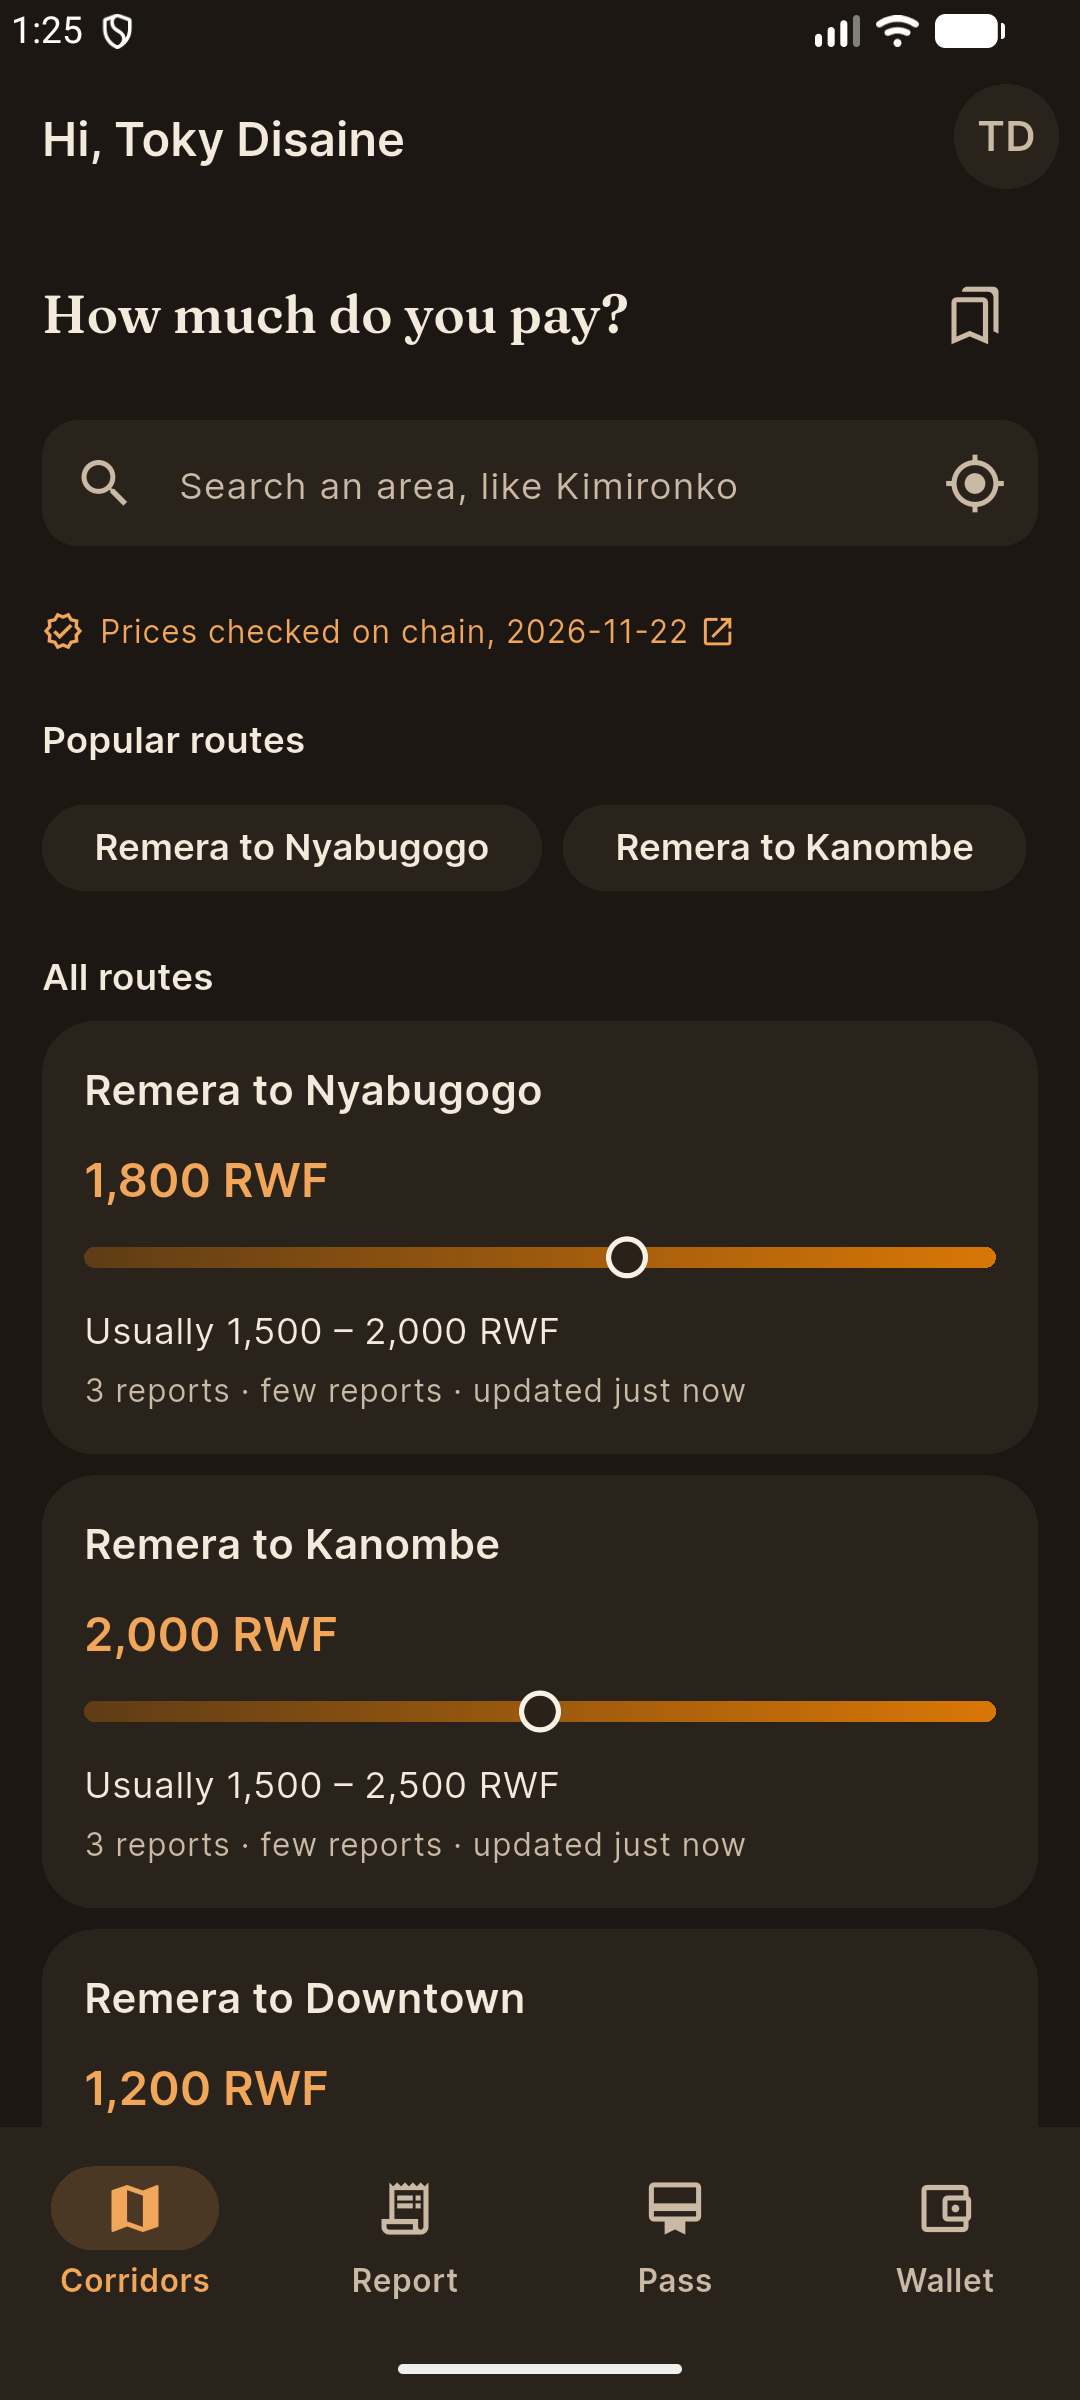 1:25
Hi, Toky Disaine
TD
How much do you pay?
Search an area, like Kimironko
Prices checked on chain, 2026-11-22
Popular routes
Remera to Nyabugogo
Remera to Kanombe
All routes
Remera to Nyabugogo
1,800 RWF
Usually 1,500 – 2,000 RWF
3 reports · few reports · updated just now
Remera to Kanombe
2,000 RWF
Usually 1,500 – 2,500 RWF
3 reports · few reports · updated just now
Remera to Downtown
1,200 RWF
Corridors
Report
Pass
Wallet